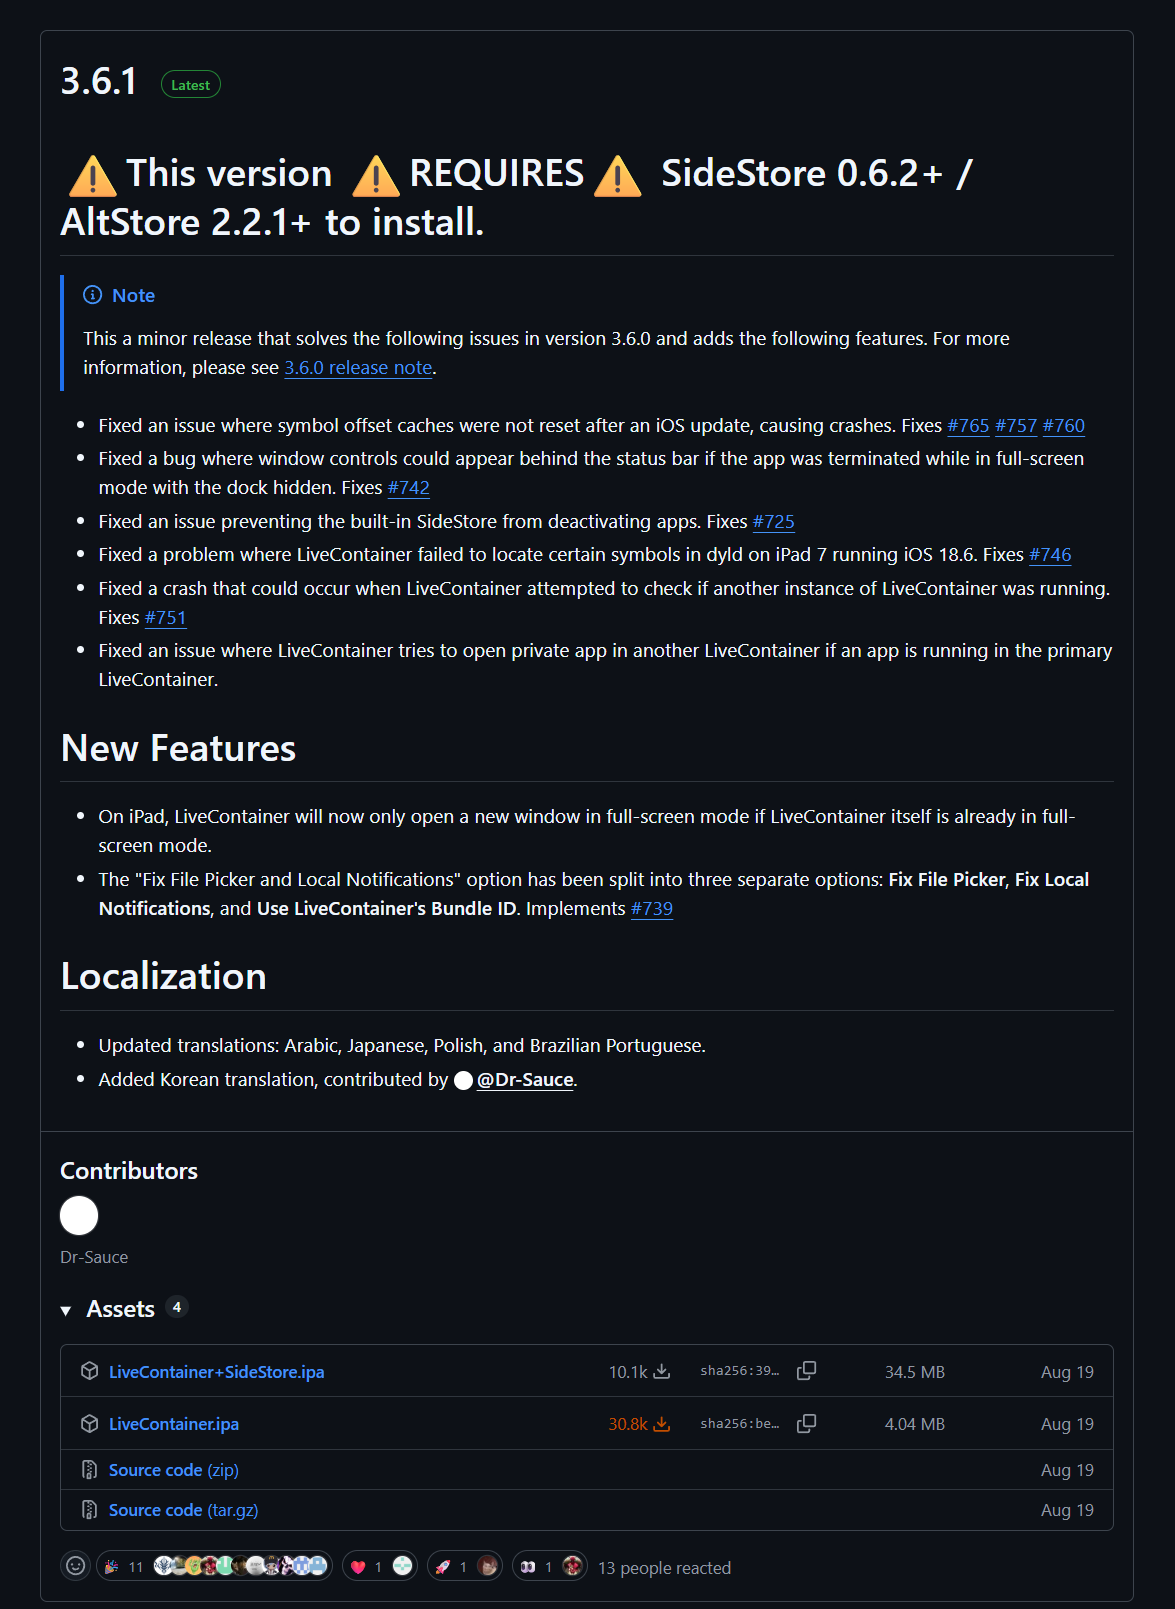 3.6.1 Latest
⚠️ This version ⚠️ REQUIRES ⚠️ SideStore 0.6.2+ /
AltStore 2.2.1+ to install.
Note
This a minor release that solves the following issues in version 3.6.0 and adds the following features. For more
information, please see 3.6.0 release note.
• Fixed an issue where symbol offset caches were not reset after an iOS update, causing crashes. Fixes #765 #757 #760
• Fixed a bug where window controls could appear behind the status bar if the app was terminated while in full-screen
mode with the dock hidden. Fixes #742
• Fixed an issue preventing the built-in SideStore from deactivating apps. Fixes #725
• Fixed a problem where LiveContainer failed to locate certain symbols in dyld on iPad 7 running iOS 18.6. Fixes #746
• Fixed a crash that could occur when LiveContainer attempted to check if another instance of LiveContainer was running.
Fixes #751
• Fixed an issue where LiveContainer tries to open private app in another LiveContainer if an app is running in the primary
LiveContainer.
New Features
• On iPad, LiveContainer will now only open a new window in full-screen mode if LiveContainer itself is already in full-
screen mode.
• The "Fix File Picker and Local Notifications" option has been split into three separate options: Fix File Picker, Fix Local
Notifications, and Use LiveContainer's Bundle ID. Implements #739
Localization
• Updated translations: Arabic, Japanese, Polish, and Brazilian Portuguese.
• Added Korean translation, contributed by @Dr-Sauce.
Contributors
Dr-Sauce
Assets 4
LiveContainer+SideStore.ipa 10.1k sha256:39… 34.5 MB Aug 19
LiveContainer.ipa 30.8k sha256:be… 4.04 MB Aug 19
Source code (zip) Aug 19
Source code (tar.gz) Aug 19
11 1 1 1 13 people reacted